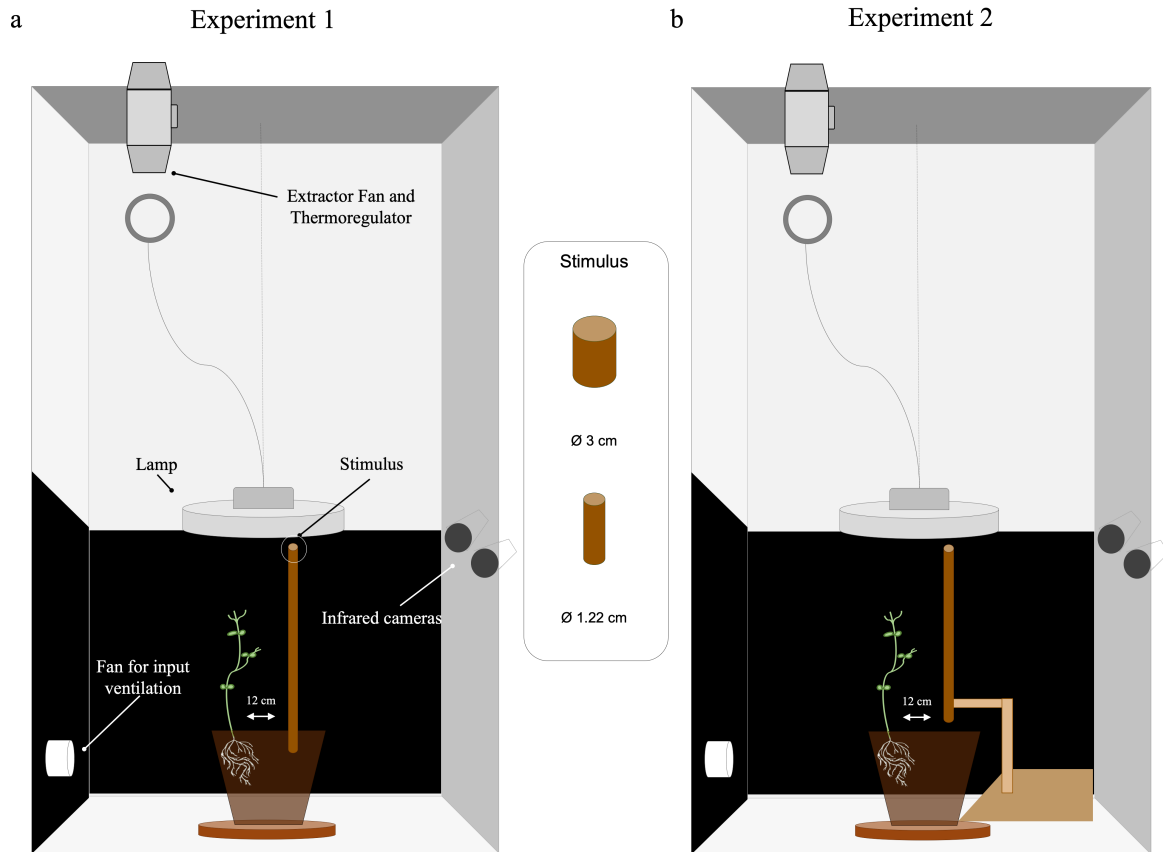 a
Experiment 1
Extractor Fan and
Thermoregulator
Lamp
Stimulus
Infrared cameras
Fan for input
ventilation
12 cm
Stimulus
Ø 3 cm
Ø 1.22 cm
b
Experiment 2
12 cm